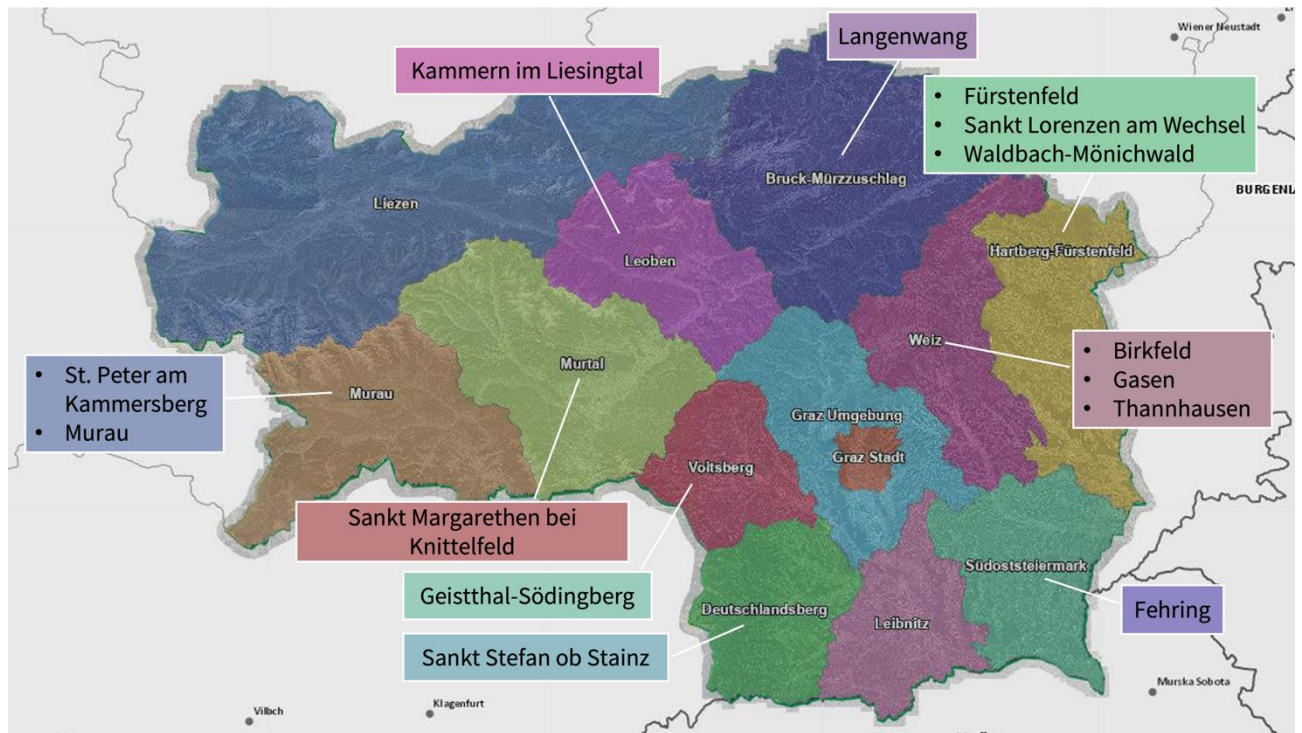 Langenwang
Wiener Neustadt
Kammern im Liesingtal
• Fürstenfeld
• Sankt Lorenzen am Wechsel
• Waldbach-Mönichwald
Bruck-Mürzzuschlag
BURGENL
Liezen
Hartberg-Fürstenfeld
Leoben
Weiz
• Birkfeld
• Gasen
• Thannhausen
Murtal
• St. Peter am
Kammersberg
• Murau
Murau
Graz Umgebung
Graz Stadt
Voitsberg
Sankt Margarethen bei
Knittelfeld
Südoststeiermark
Geistthal-Södingberg
Deutschlandsberg
Leibnitz
Fehring
Sankt Stefan ob Stainz
Murska Sobota
Klagenfurt
Villach